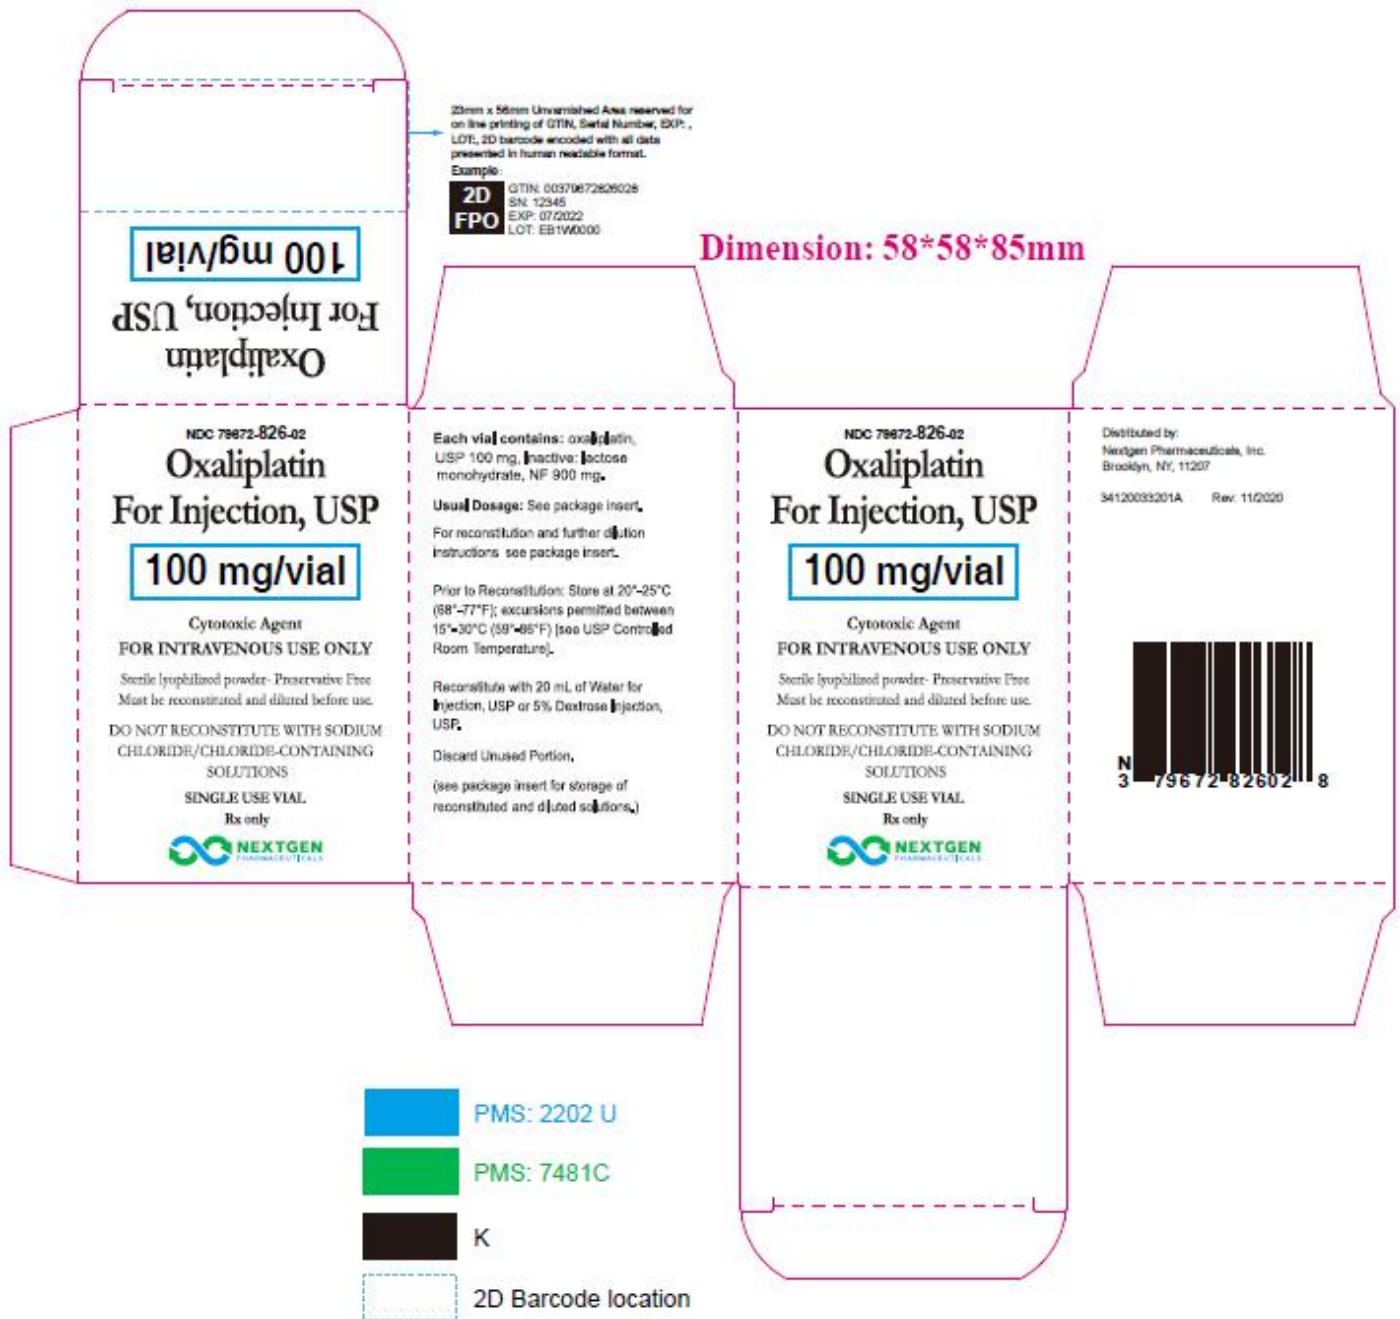 23mm x 56mm Unvarnished Area reserved for
on line printing of GTIN, Serial Number, EXP: ,
LOT:, 2D barcode encoded with all data
presented in human readable format.
Example:
2D
FPO
GTIN: 00379672826028
SN: 12345
EXP: 07/2022
LOT: EB1W0000
Dimension: 58*58*85mm
Oxaliplatin
For Injection, USP
100 mg/vial
NDC 79672-826-02
Oxaliplatin
For Injection, USP
100 mg/vial
Cytotoxic Agent
FOR INTRAVENOUS USE ONLY
Sterile lyophilized powder- Preservative Free
Must be reconstituted and diluted before use.
DO NOT RECONSTITUTE WITH SODIUM
CHLORIDE/CHLORIDE-CONTAINING
SOLUTIONS
SINGLE USE VIAL
Rx only
NEXTGEN
PHARMACEUTICALS
Each vial contains: oxaliplatin,
USP 100 mg, Inactive: lactose
monohydrate, NF 900 mg.
Usual Dosage: See package insert.
For reconstitution and further dilution
instructions see package insert.
Prior to Reconstitution: Store at 20°–25°C
(68°–77°F); excursions permitted between
15°–30°C (59°–86°F) [see USP Controlled
Room Temperature].
Reconstitute with 20 mL of Water for
Injection, USP or 5% Dextrose Injection,
USP.
Discard Unused Portion.
(see package insert for storage of
reconstituted and diluted solutions.)
NDC 79672-826-02
Oxaliplatin
For Injection, USP
100 mg/vial
Cytotoxic Agent
FOR INTRAVENOUS USE ONLY
Sterile lyophilized powder- Preservative Free
Must be reconstituted and diluted before use.
DO NOT RECONSTITUTE WITH SODIUM
CHLORIDE/CHLORIDE-CONTAINING
SOLUTIONS
SINGLE USE VIAL
Rx only
NEXTGEN
PHARMACEUTICALS
Distributed by:
Nextgen Pharmaceuticals, Inc.
Brooklyn, NY, 11207
34120033201A Rev: 11/2020
N
3 79672 82602 8
PMS: 2202 U
PMS: 7481C
K
2D Barcode location